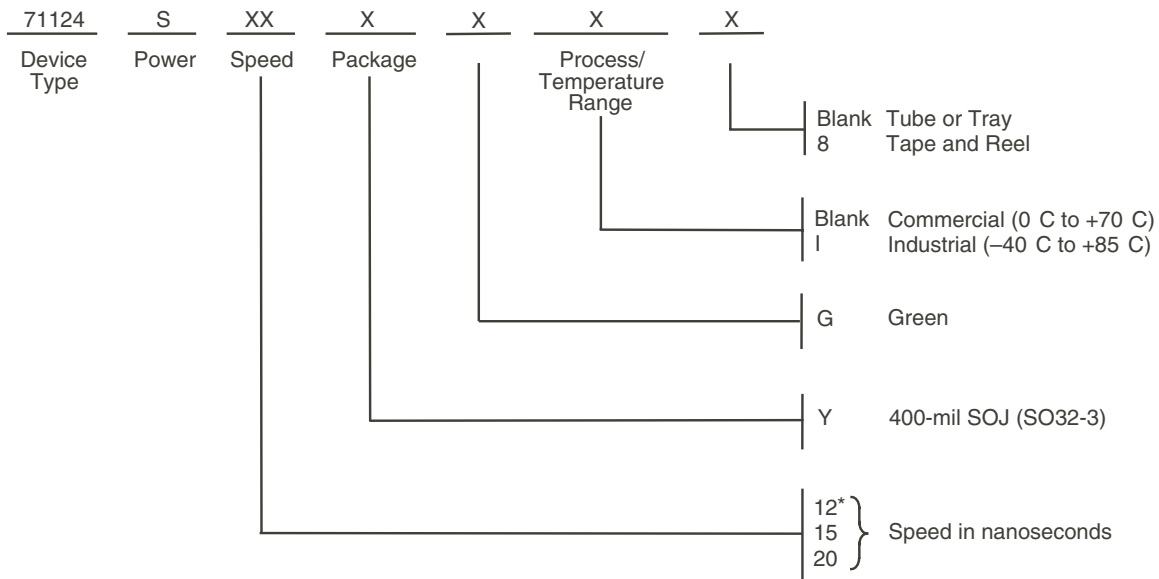 71124 S XX X X X X
Device Type Power Speed Package Process/ Temperature Range
Blank Tube or Tray
8 Tape and Reel
Blank Commercial (0 C to +70 C)
I Industrial (–40 C to +85 C)
G Green
Y 400-mil SOJ (SO32-3)
12*
15 Speed in nanoseconds
20